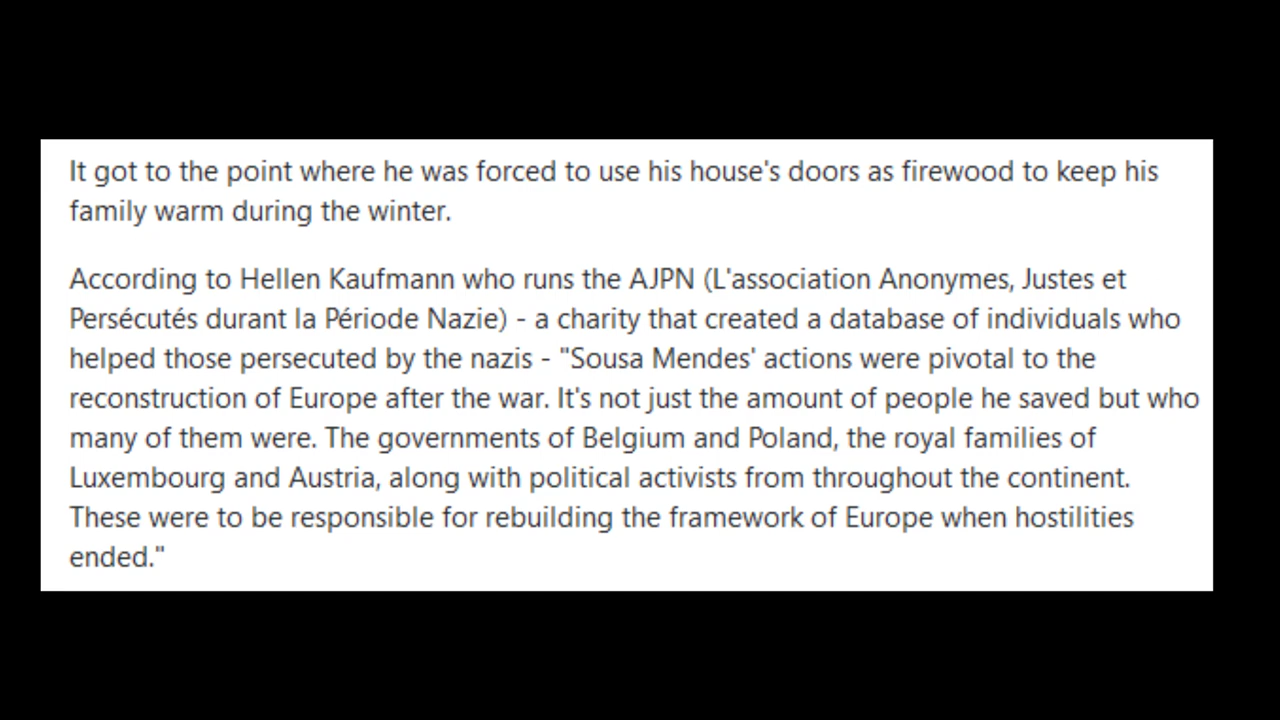 It got to the point where he was forced to use his house's doors as firewood to keep his
family warm during the winter.
According to Hellen Kaufmann who runs the AJPN (L'association Anonymes, Justes et
Persécutés durant la Période Nazie) - a charity that created a database of individuals who
helped those persecuted by the nazis - "Sousa Mendes' actions were pivotal to the
reconstruction of Europe after the war. It's not just the amount of people he saved but who
many of them were. The governments of Belgium and Poland, the royal families of
Luxembourg and Austria, along with political activists from throughout the continent.
These were to be responsible for rebuilding the framework of Europe when hostilities
ended."